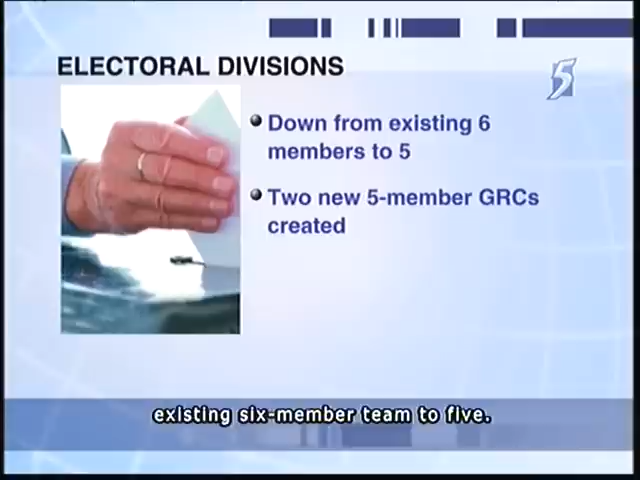 ELECTORAL DIVISIONS
5
Down from existing 6
members to 5
Two new 5-member GRCs
created
existing six-member team to five.